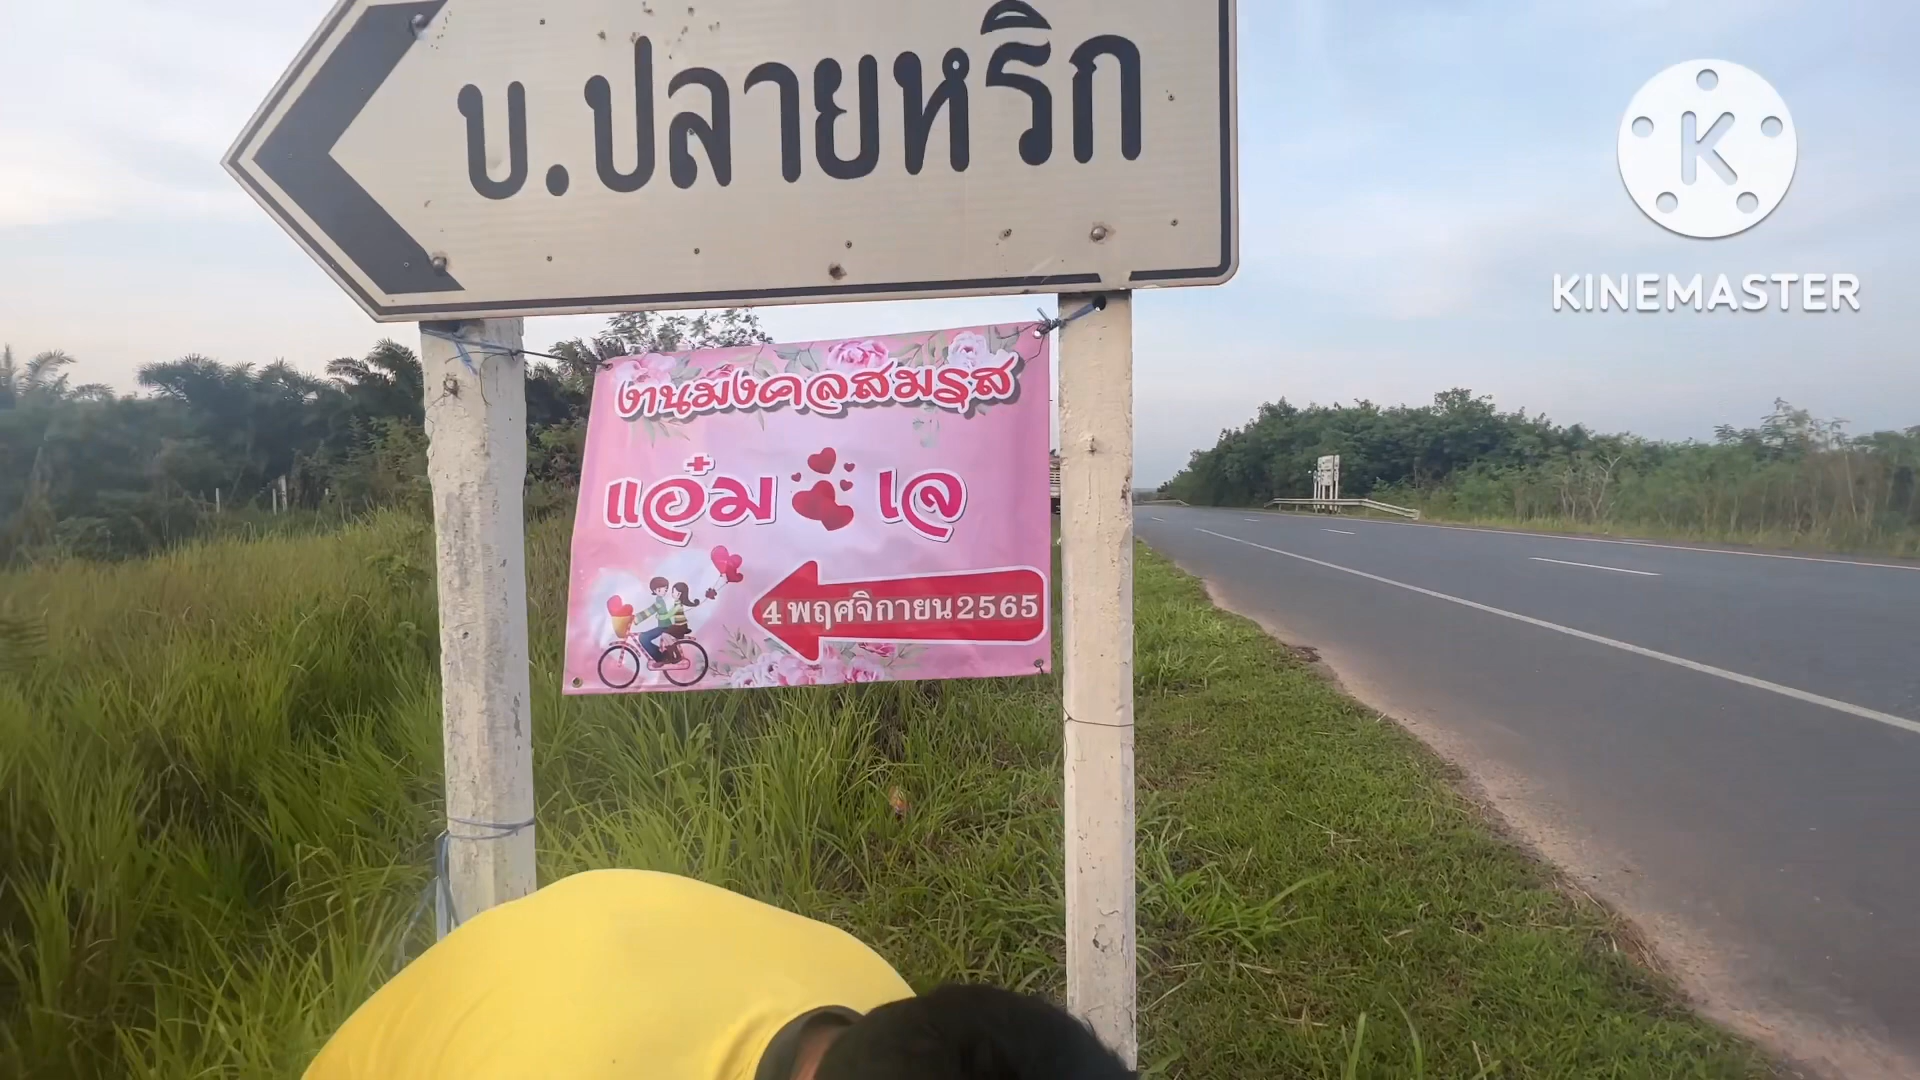 บ.ปลายหริก
K
KINEMASTER
งานมงคลสมรส
แอ๋ม เจ
4 พฤศจิกายน 2565